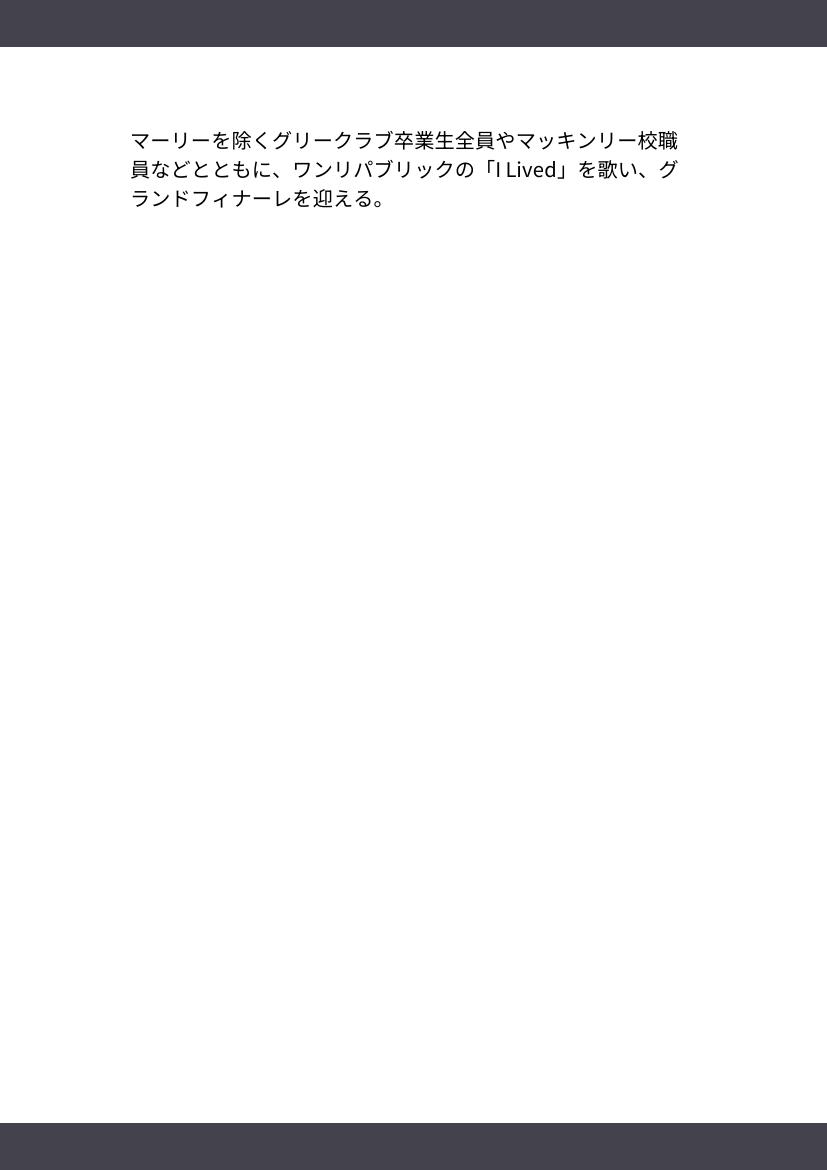 マーリーを除くグリークラブ卒業生全員やマッキンリー校職
員などとともに、ワンリパブリックの「I Lived」を歌い、グ
ランドフィナーレを迎える。